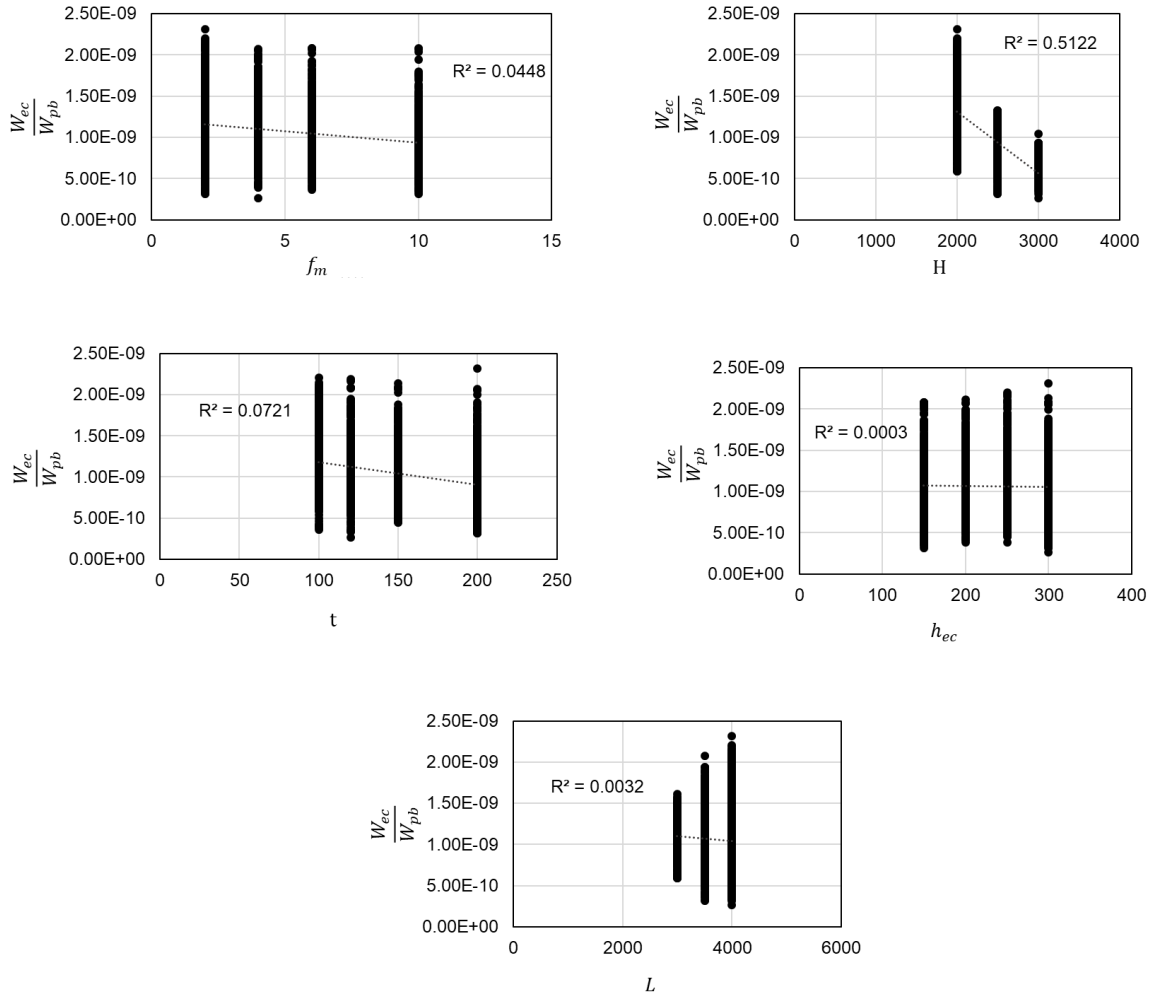 2.50E-09
2.00E-09
1.50E-09
1.00E-09
5.00E-10
0.00E+00
W_ec
W_pb
R² = 0.0448
0 5 10 15
f_m
2.50E-09
2.00E-09
1.50E-09
1.00E-09
5.00E-10
0.00E+00
W_ec
W_pb
R² = 0.5122
0 1000 2000 3000 4000
H
2.50E-09
2.00E-09
1.50E-09
1.00E-09
5.00E-10
0.00E+00
W_ec
W_pb
R² = 0.0721
0 50 100 150 200 250
t
2.50E-09
2.00E-09
1.50E-09
1.00E-09
5.00E-10
0.00E+00
W_ec
W_pb
R² = 0.0003
0 100 200 300 400
h_ec
2.50E-09
2.00E-09
1.50E-09
1.00E-09
5.00E-10
0.00E+00
W_ec
W_pb
R² = 0.0032
0 2000 4000 6000
L